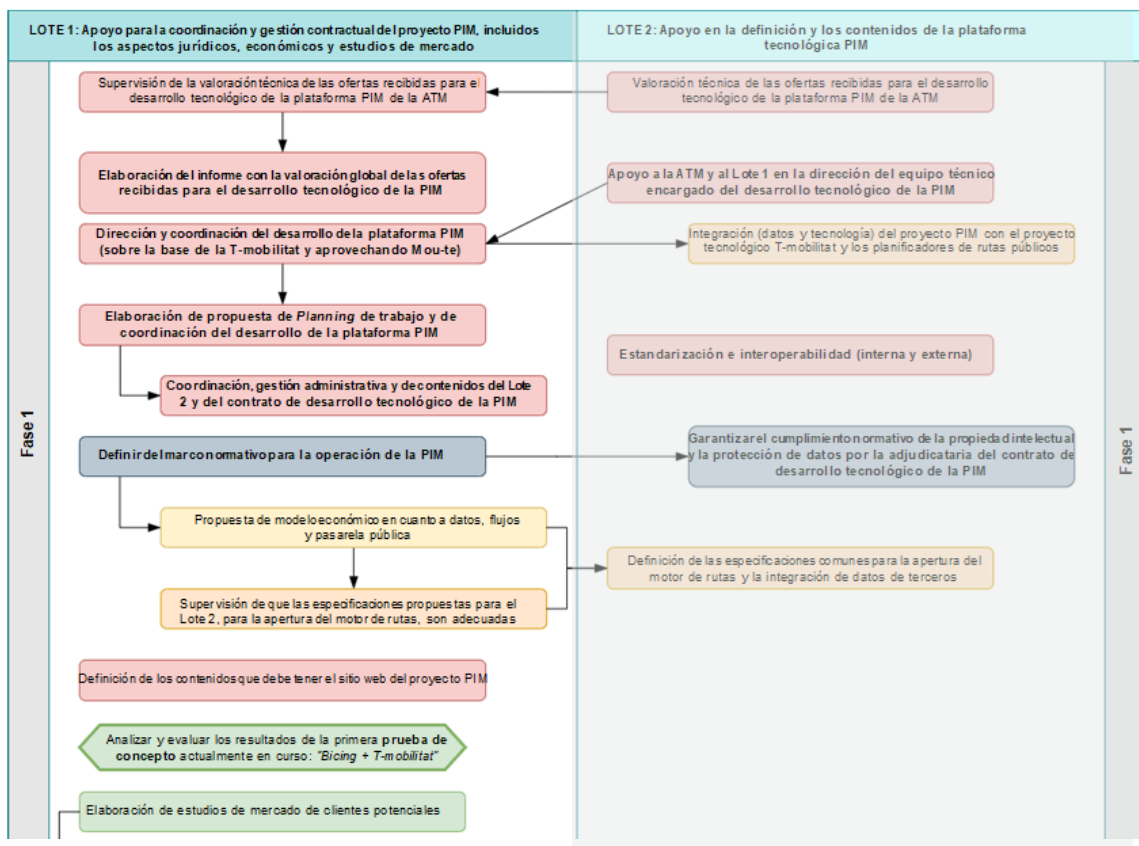 LOTE 1: Apoyo para la coordinación y gestión contractual del proyecto PIM, incluidos
los aspectos jurídicos, económicos y estudios de mercado
LOTE 2: Apoyo en la definición y los contenidos de la plataforma
tecnológica PIM
Fase 1
Fase 1
Supervisión de la valoración técnica de las ofertas recibidas para el
desarrollo tecnológico de la plataforma PIM de la ATM
Valoración técnica de las ofertas recibidas para el desarrollo
tecnológico de la plataforma PIM de la ATM
Elaboración del informe con la valoración global de las ofertas
recibidas para el desarrollo tecnológico de la PIM
Apoyo a la ATM y al Lote 1 en la dirección del equipo técnico
encargado del desarrollo tecnológico de la PIM
Dirección y coordinación del desarrollo de la plataforma PIM
(sobre la base de la T-mobilitat y aprovechando Mou-te)
Integración (datos y tecnología) del proyecto PIM con el proyecto
tecnológico T-mobilitat y los planificadores de rutas públicos
Elaboración de propuesta de Planning de trabajo y de
coordinación del desarrollo de la plataforma PIM
Estandarización e interoperabilidad (interna y externa)
Coordinación, gestión administrativa y de contenidos del Lote
2 y del contrato de desarrollo tecnológico de la PIM
Definir del marco normativo para la operación de la PIM
Garantizar el cumplimiento normativo de la propiedad intelectual
y la protección de datos por la adjudicataria del contrato de
desarrollo tecnológico de la PIM
Propuesta de modelo económico en cuanto a datos, flujos
y pasarela pública
Definición de las especificaciones comunes para la apertura del
motor de rutas y la integración de datos de terceros
Supervisión de que las especificaciones propuestas para el
Lote 2, para la apertura del motor de rutas, son adecuadas
Definición de los contenidos que debe tener el sitio web del proyecto PIM
Analizar y evaluar los resultados de la primera prueba de
concepto actualmente en curso: "Bicing + T-mobilitat"
Elaboración de estudios de mercado de clientes potenciales